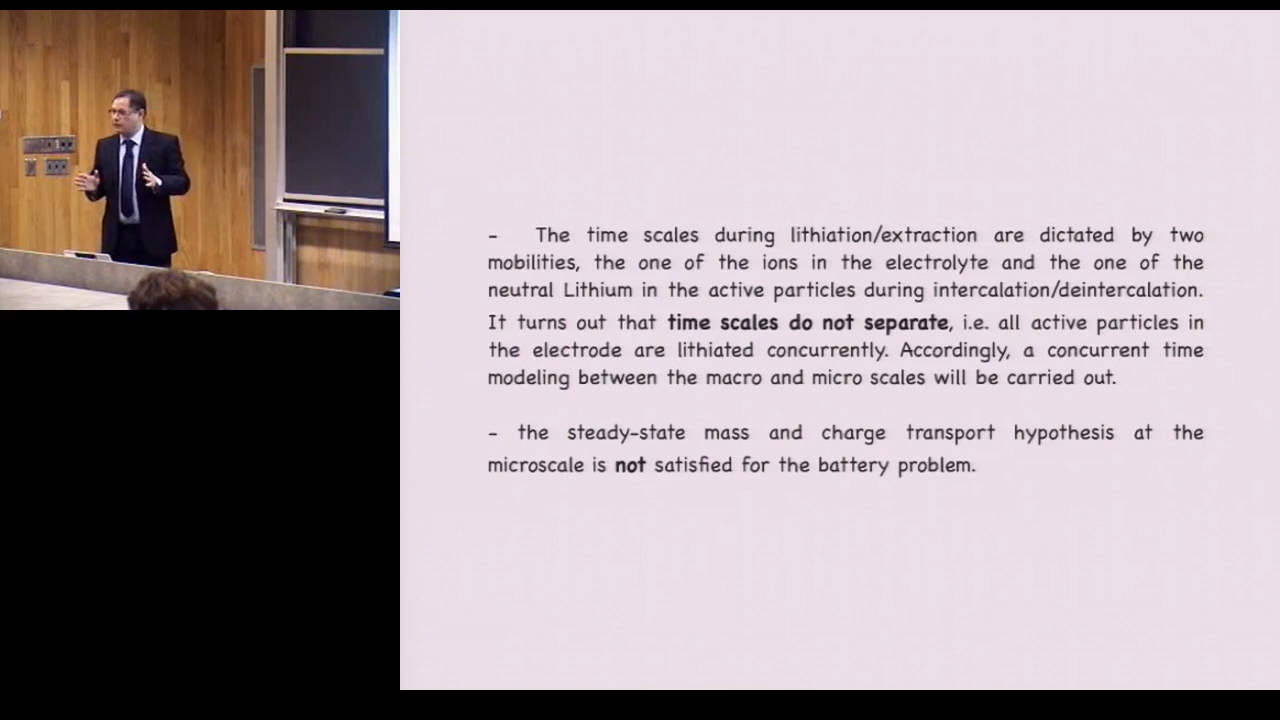 - The time scales during lithiation/extraction are dictated by two
mobilities, the one of the ions in the electrolyte and the one of the
neutral Lithium in the active particles during intercalation/deintercalation.
It turns out that time scales do not separate, i.e. all active particles in
the electrode are lithiated concurrently. Accordingly, a concurrent time
modeling between the macro and micro scales will be carried out.
- the steady-state mass and charge transport hypothesis at the
microscale is not satisfied for the battery problem.